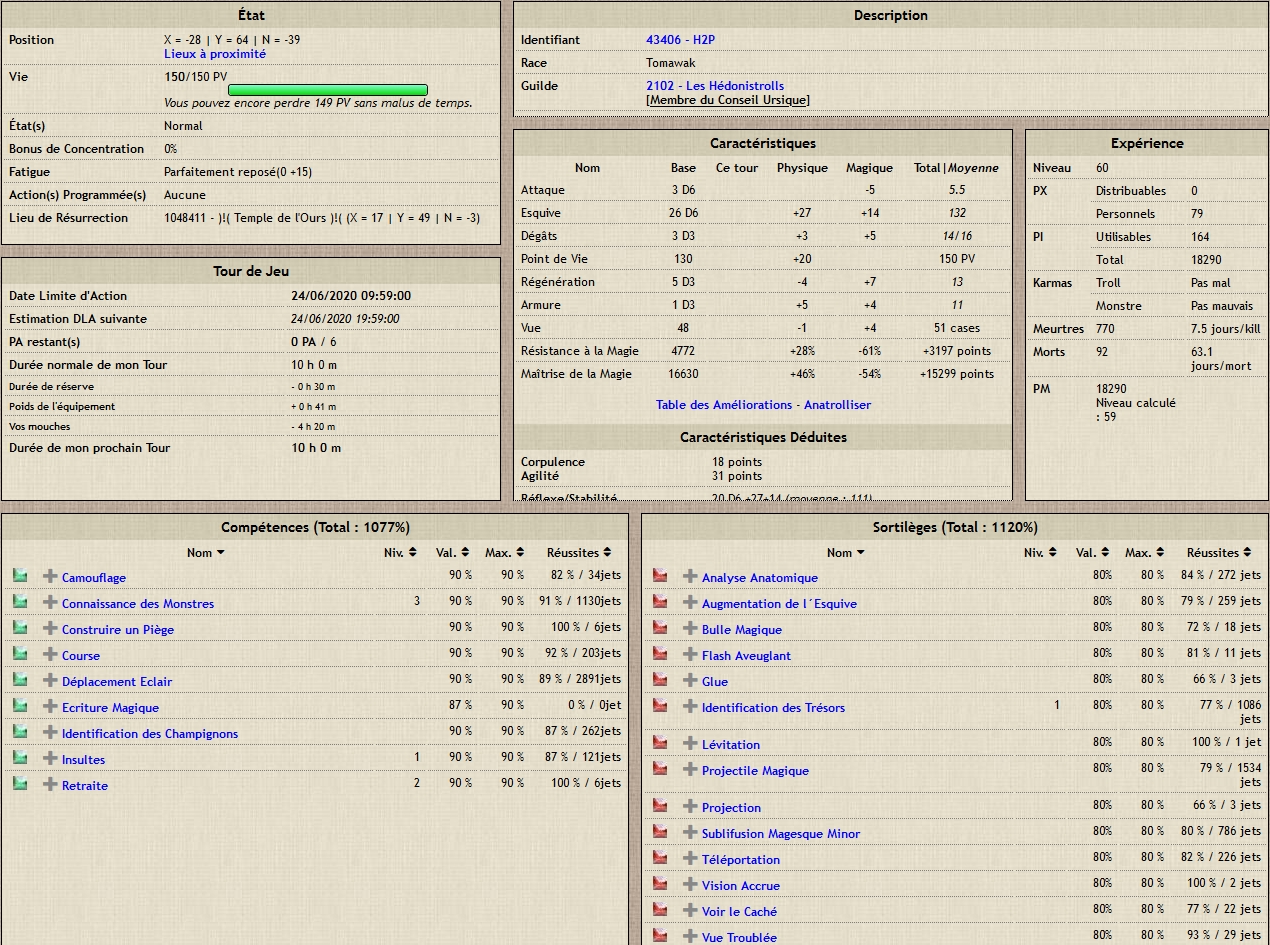 État
Position X = -28 | Y = 64 | N = -39
Lieux à proximité
Vie 150/150 PV
Vous pouvez encore perdre 149 PV sans malus de temps.
État(s) Normal
Bonus de Concentration 0%
Fatigue Parfaitement reposé(0 +15)
Action(s) Programmée(s) Aucune
Lieu de Résurrection 1048411 - )!( Temple de l'Ours )!( (X = 17 | Y = 49 | N = -3)
Tour de Jeu
Date Limite d'Action 24/06/2020 09:59:00
Estimation DLA suivante 24/06/2020 19:59:00
PA restant(s) 0 PA / 6
Durée normale de mon Tour 10 h 0 m
Durée de réserve - 0 h 30 m
Poids de l'équipement + 0 h 41 m
Vos mouches - 4 h 20 m
Durée de mon prochain Tour 10 h 0 m
Description
Identifiant 43406 - H2P
Race Tomawak
Guilde 2102 - Les Hédonistrolls
[Membre du Conseil Ursique]
Caractéristiques
Nom Base Ce tour Physique Magique Total|Moyenne
Attaque 3 D6 -5 5.5
Esquive 26 D6 +27 +14 132
Dégâts 3 D3 +3 +5 14/16
Point de Vie 130 +20 150 PV
Régénération 5 D3 -4 +7 13
Armure 1 D3 +5 +4 11
Vue 48 -1 +4 51 cases
Résistance à la Magie 4772 +28% -61% +3197 points
Maîtrise de la Magie 16630 +46% -54% +15299 points
Table des Améliorations - Anatrolliser
Caractéristiques Déduites
Corpulence 18 points
Agilité 31 points
Réflexe/Stabilité 20 D6 +27+14 (moyenne : 111)
Expérience
Niveau 60
PX Distribuables 0
Personnels 79
PI Utilisables 164
Total 18290
Karmas Troll Pas mal
Monstre Pas mauvais
Meurtres 770 7.5 jours/kill
Morts 92 63.1
jours/mort
PM 18290
Niveau calculé
: 59
Compétences (Total : 1077%)
Nom Niv. Val. Max. Réussites
Camouflage 90 % 90 % 82 % / 34jets
Connaissance des Monstres 3 90 % 90 % 91 % / 1130jets
Construire un Piège 90 % 90 % 100 % / 6jets
Course 90 % 90 % 92 % / 203jets
Déplacement Eclair 90 % 90 % 89 % / 2891jets
Ecriture Magique 87 % 90 % 0 % / 0jet
Identification des Champignons 90 % 90 % 87 % / 262jets
Insultes 1 90 % 90 % 87 % / 121jets
Retraite 2 90 % 90 % 100 % / 6jets
Sortilèges (Total : 1120%)
Nom Niv. Val. Max. Réussites
Analyse Anatomique 80% 80 % 84 % / 272 jets
Augmentation de l´Esquive 80% 80 % 79 % / 259 jets
Bulle Magique 80% 80 % 72 % / 18 jets
Flash Aveuglant 80% 80 % 81 % / 11 jets
Glue 80% 80 % 66 % / 3 jets
Identification des Trésors 1 80% 80 % 77 % / 1086
jets
Lévitation 80% 80 % 100 % / 1 jet
Projectile Magique 80% 80 % 79 % / 1534
jets
Projection 80% 80 % 66 % / 3 jets
Sublifusion Magesque Minor 80% 80 % 80 % / 786 jets
Téléportation 80% 80 % 82 % / 226 jets
Vision Accrue 80% 80 % 100 % / 2 jets
Voir le Caché 80% 80 % 77 % / 22 jets
Vue Troublée 80% 80 % 93 % / 29 jets